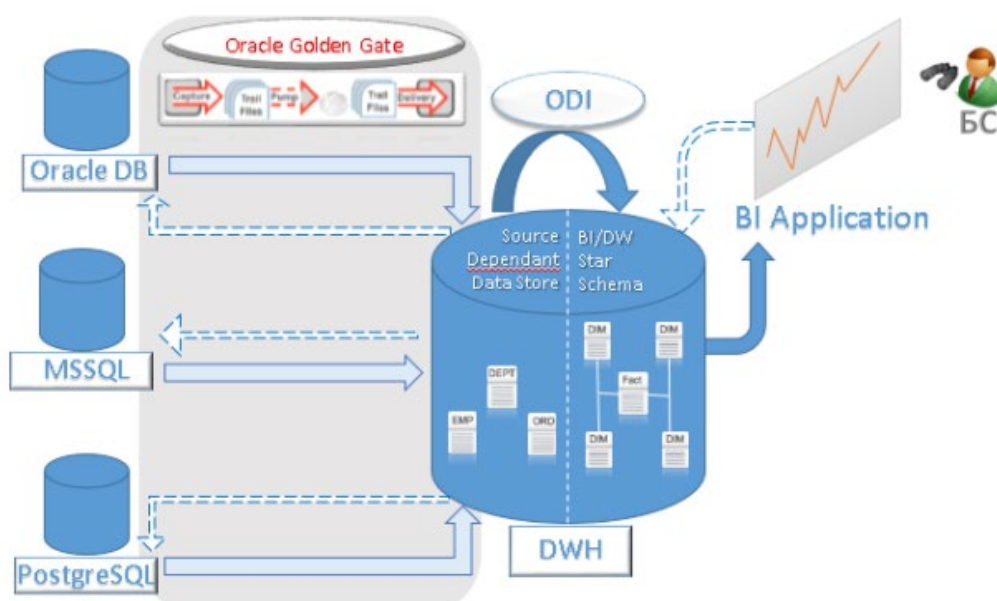 Oracle Golden Gate
Capture
Trail
Files
Pump
Trail
Files
Delivery
ODI
БС
Oracle DB
BI Application
Source
Dependant
Data Store
BI/DW
Star
Schema
MSSQL
DEPT
EMP
ORD
DIM
DIM
Fact
DIM
DIM
PostgreSQL
DWH